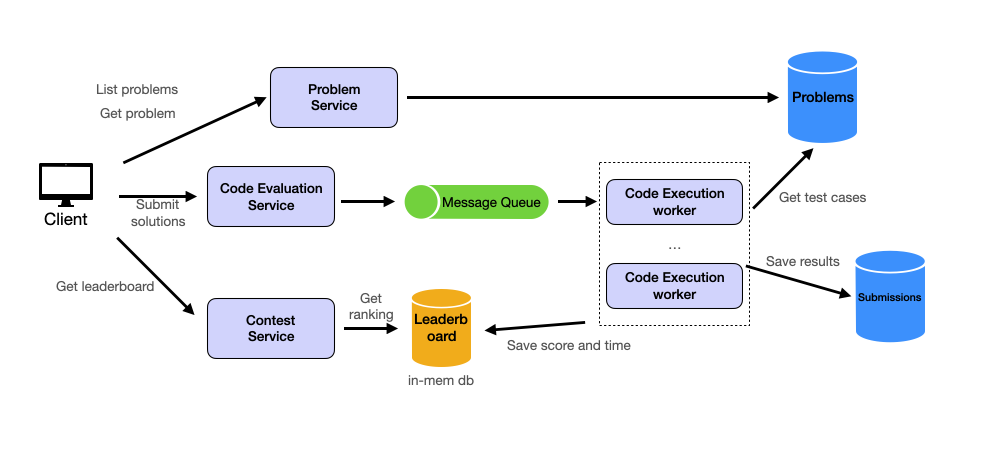 List problems
Get problem
Problem
Service
Problems
Client
Submit
solutions
Code Evaluation
Service
Message Queue
Code Execution
worker
...
Code Execution
worker
Get test cases
Save results
Submissions
Get leaderboard
Contest
Service
Get
ranking
Leaderb
oard
in-mem db
Save score and time